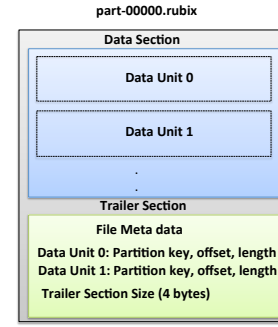 part-00000.rubix
Data Section
Data Unit 0
Data Unit 1
.
.
Trailer Section
File Meta data
Data Unit 0: Partition key, offset, length
Data Unit 1: Partition key, offset, length
Trailer Section Size (4 bytes)